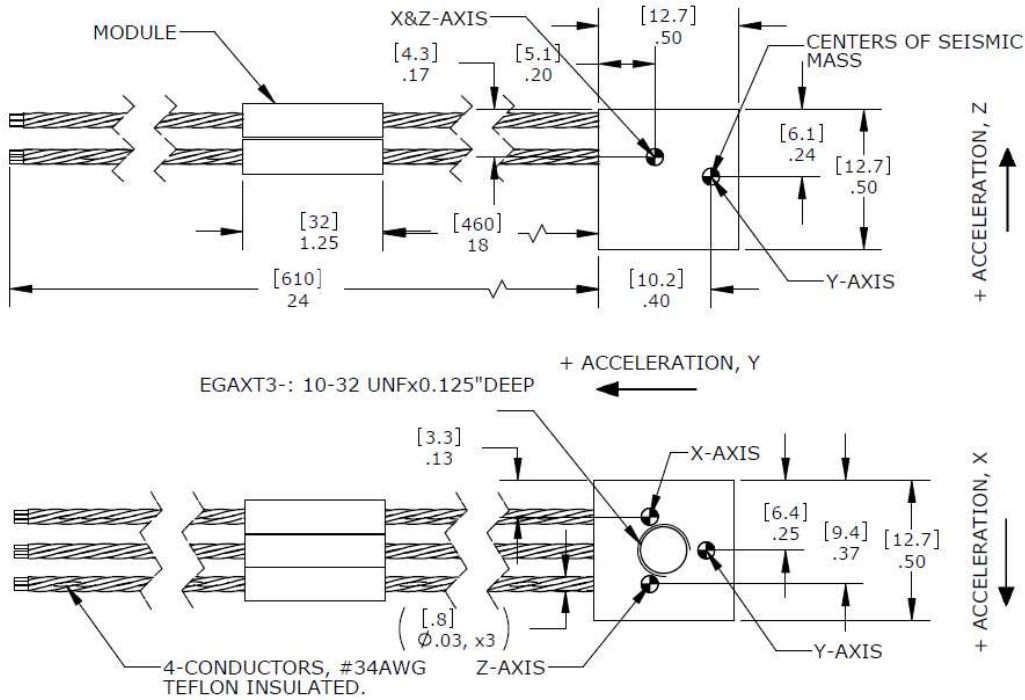 MODULE
X&Z-AXIS
[4.3]
.17
[5.1]
.20
[12.7]
.50
CENTERS OF SEISMIC
MASS
[6.1]
.24
[12.7]
.50
+ ACCELERATION, Z
[32]
1.25
[460]
18
[610]
24
[10.2]
.40
Y-AXIS
+ ACCELERATION, Y
EGAXT3-: 10-32 UNFx0.125"DEEP
[3.3]
.13
X-AXIS
[6.4]
.25
[9.4]
.37
[12.7]
.50
+ ACCELERATION, X
[.8]
(Ø.03, x3)
4-CONDUCTORS, #34AWG
TEFLON INSULATED.
Z-AXIS
Y-AXIS